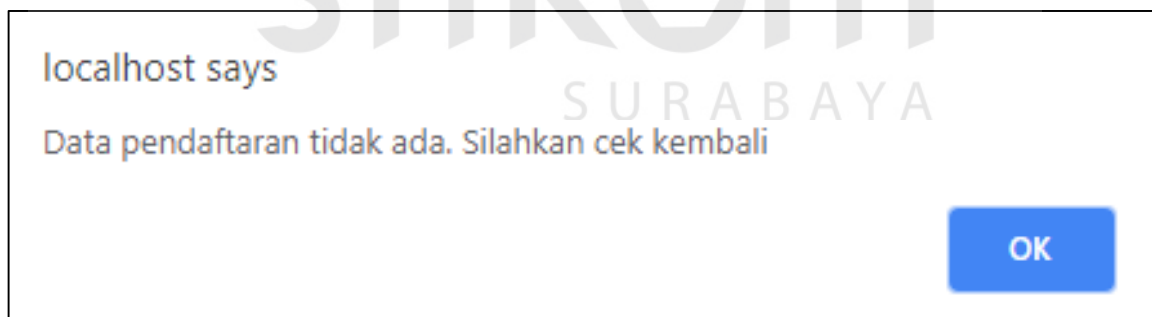 SURABAYA
localhost says
Data pendaftaran tidak ada. Silahkan cek kembali
OK